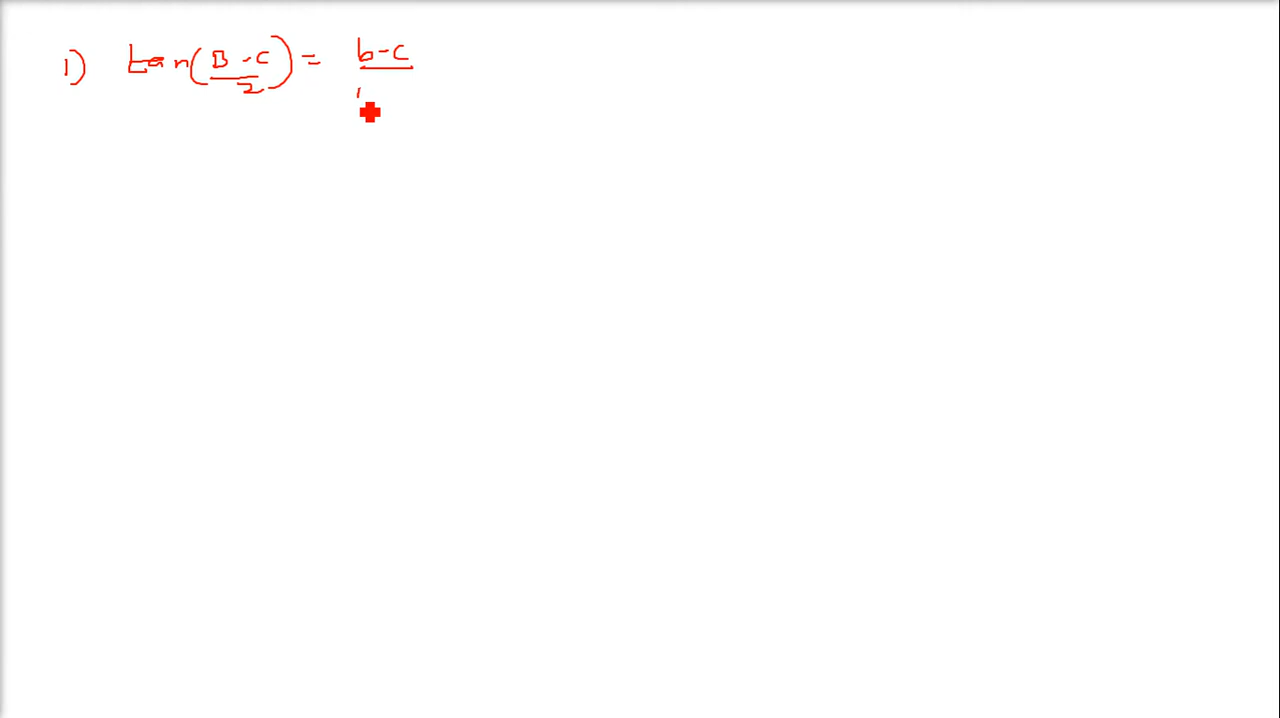 1) tan(B-C/2) = b-c/